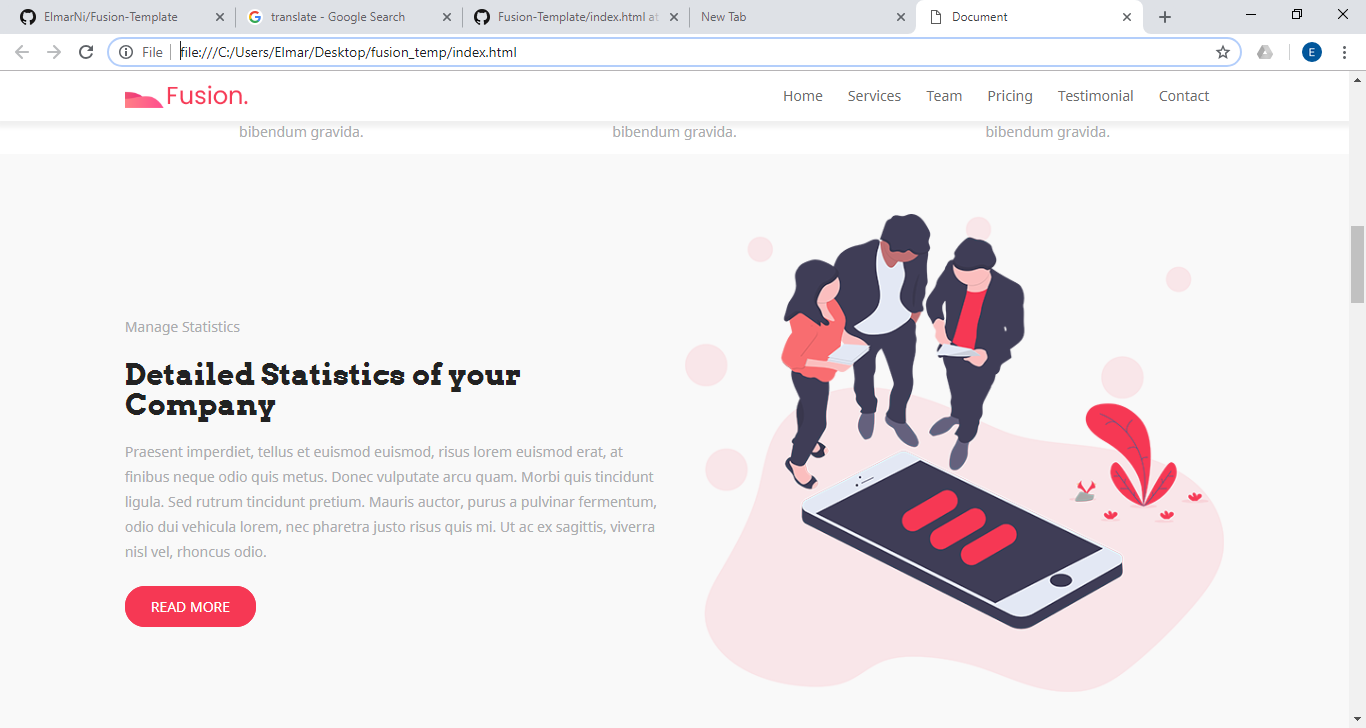 ElmarNi/Fusion-Template
translate - Google Search
Fusion-Template/index.html at
New Tab
Document
File
file:///C:/Users/Elmar/Desktop/fusion_temp/index.html
E
Fusion.
Home
Services
Team
Pricing
Testimonial
Contact
bibendum gravida.
bibendum gravida.
bibendum gravida.
Manage Statistics
Detailed Statistics of your
Company
Praesent imperdiet, tellus et euismod euismod, risus lorem euismod erat, at
finibus neque odio quis metus. Donec vulputate arcu quam. Morbi quis tincidunt
ligula. Sed rutrum tincidunt pretium. Mauris auctor, purus a pulvinar fermentum,
odio dui vehicula lorem, nec pharetra justo risus quis mi. Ut ac ex sagittis, viverra
nisl vel, rhoncus odio.
READ MORE